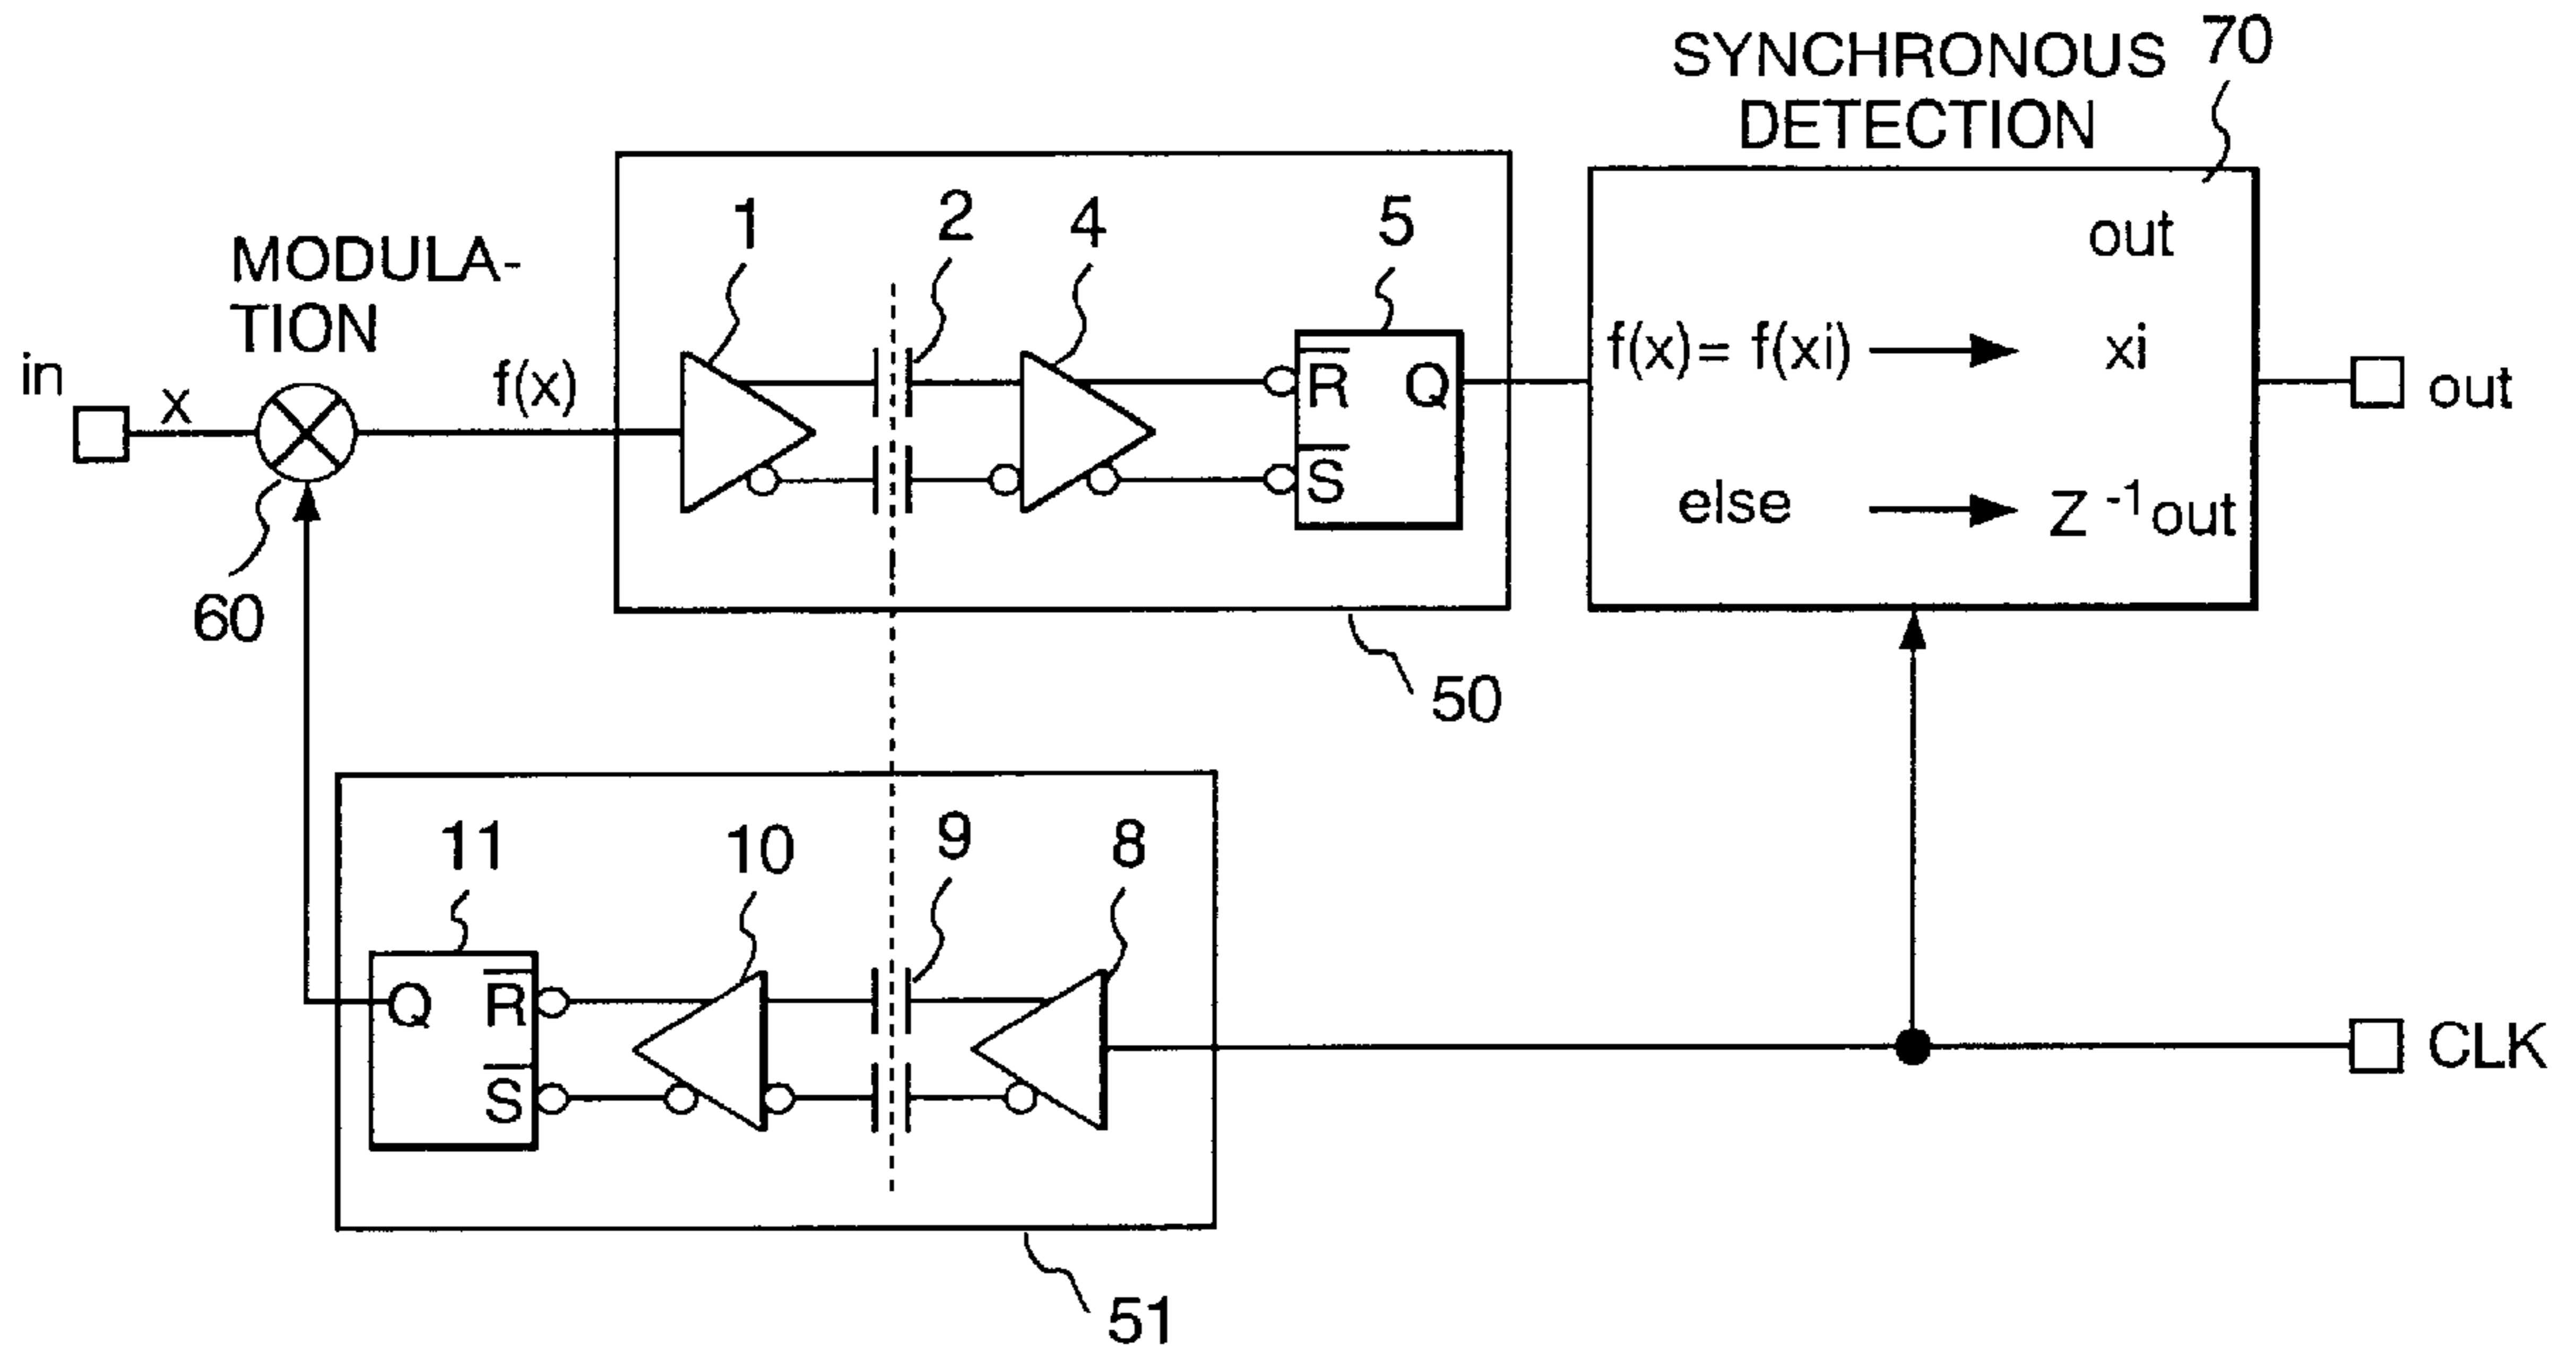 SYNCHRONOUS 70
DETECTION
MODULA-
TION
1
2
4
5
out
in
x
f(x)
R̅ Q
S̅
f(x)= f(xi) → xi
out
else → Z⁻¹out
60
50
11
10
9
8
Q R̅
S̅
CLK
51